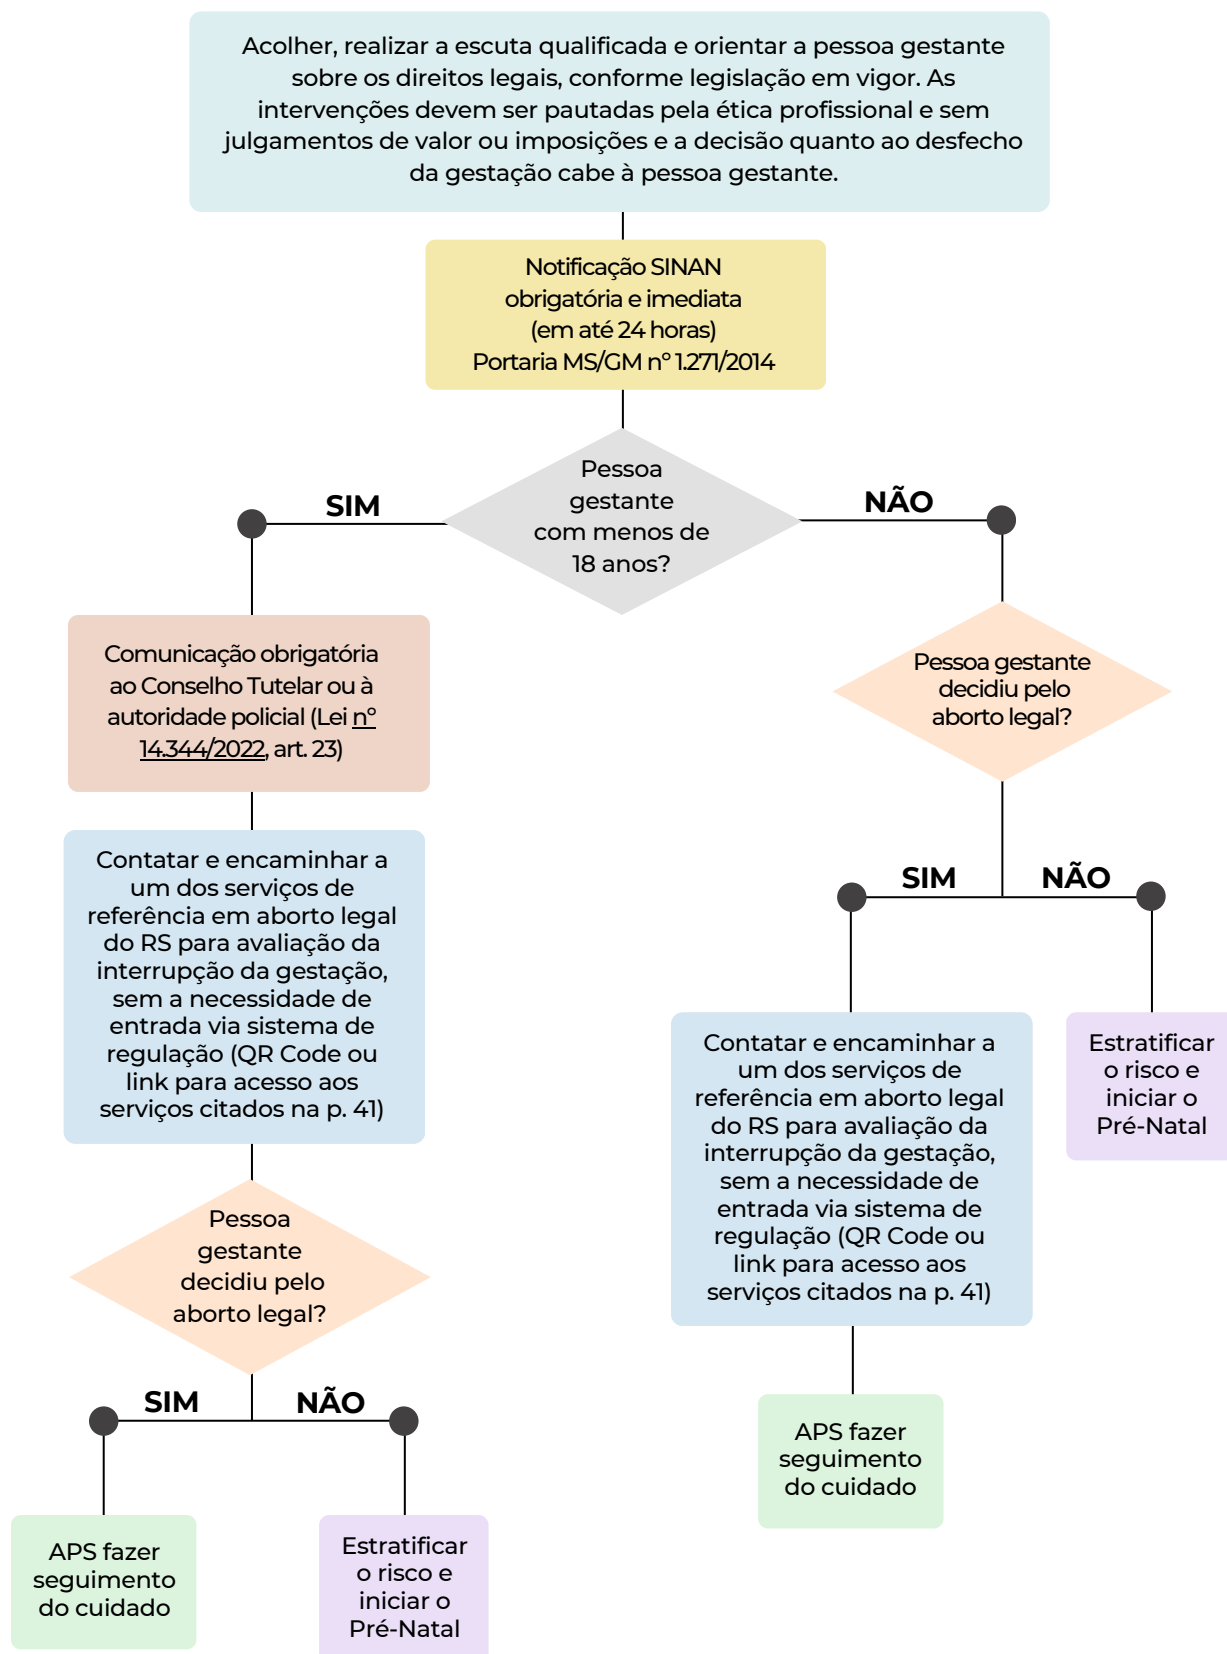 Acolher, realizar a escuta qualificada e orientar a pessoa gestante
sobre os direitos legais, conforme legislação em vigor. As
intervenções devem ser pautadas pela ética profissional e sem
julgamentos de valor ou imposições e a decisão quanto ao desfecho
da gestação cabe à pessoa gestante.
Notificação SINAN
obrigatória e imediata
(em até 24 horas)
Portaria MS/GM nº 1.271/2014
Pessoa
gestante
com menos de
18 anos?
SIM
NÃO
Comunicação obrigatória
ao Conselho Tutelar ou à
autoridade policial (Lei nº
14.344/2022, art. 23)
Contatar e encaminhar a
um dos serviços de
referência em aborto legal
do RS para avaliação da
interrupção da gestação,
sem a necessidade de
entrada via sistema de
regulação (QR Code ou
link para acesso aos
serviços citados na p. 41)
Pessoa
gestante
decidiu pelo
aborto legal?
SIM
NÃO
APS fazer
seguimento
do cuidado
Estratificar
o risco e
iniciar o
Pré-Natal
Pessoa gestante
decidiu pelo
aborto legal?
SIM
NÃO
Contatar e encaminhar a
um dos serviços de
referência em aborto legal
do RS para avaliação da
interrupção da gestação,
sem a necessidade de
entrada via sistema de
regulação (QR Code ou
link para acesso aos
serviços citados na p. 41)
Estratificar
o risco e
iniciar o
Pré-Natal
APS fazer
seguimento
do cuidado